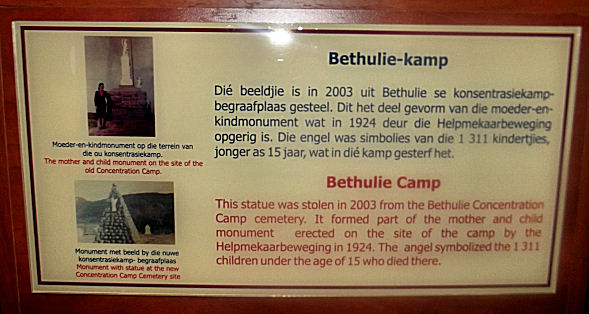 Moeder-en-kindmonument op die terrein van
die ou konsentrasiekamp.
The mother and child monument on the site of the
old Concentration Camp.
Monument met beeld by die nuwe
konsentrasiekamp- begraafplaas
Monument with statue at the new
Concentration Camp Cemetery site
Bethulie-kamp
Dié beeldjie is in 2003 uit Bethulie se konsentrasiekamp-
begraafplaas gesteel. Dit het deel gevorm van die moeder-en-
kindmonument wat in 1924 deur die Helpmekaarbeweging
opgerig is. Die engel was simbolies van die 1 311 kindertjies,
jonger as 15 jaar, wat in dié kamp gesterf het.
Bethulie Camp
This statue was stolen in 2003 from the Bethulie Concentration
Camp cemetery. It formed part of the mother and child
monument erected on the site of the camp by the
Helpmekaarbeweging in 1924. The angel symbolized the 1 311
children under the age of 15 who died there.